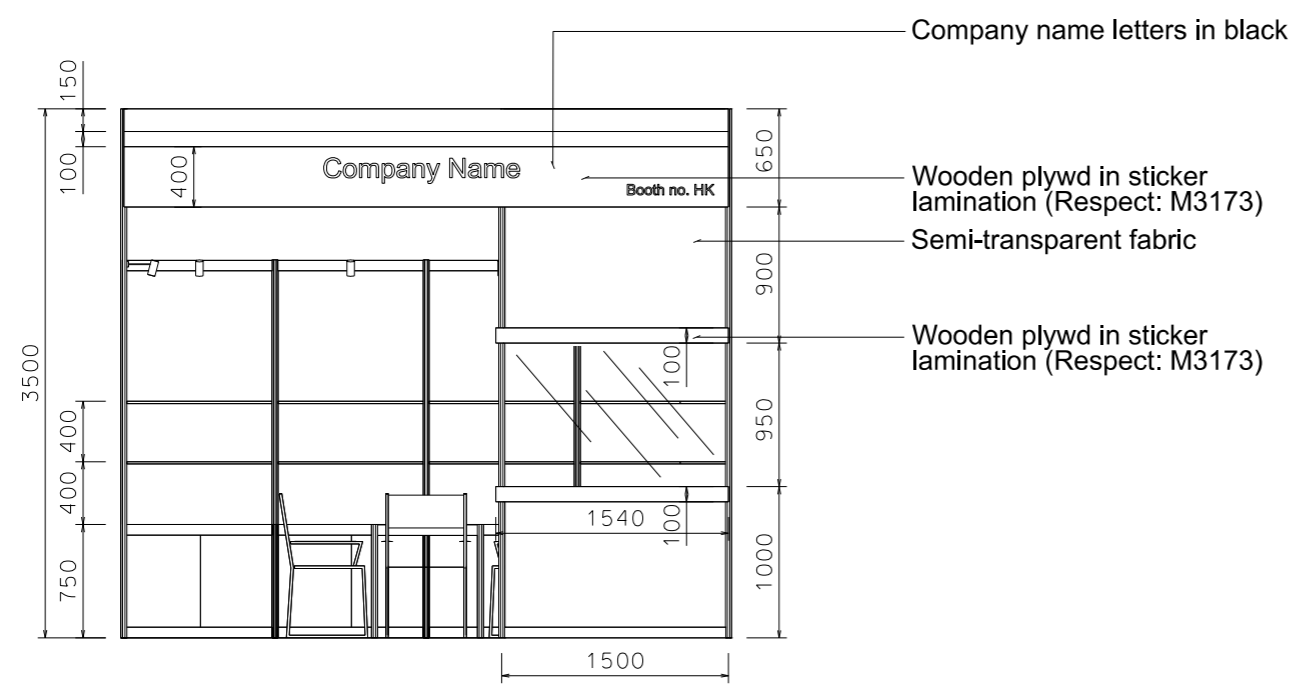 Company name letters in black
150
100
400
Company Name
Booth no. HK
650
Wooden plywd in sticker
lamination (Respect: M3173)
Semi-transparent fabric
900
Wooden plywd in sticker
lamination (Respect: M3173)
100
3500
950
400
400
1540
100
750
1000
1500